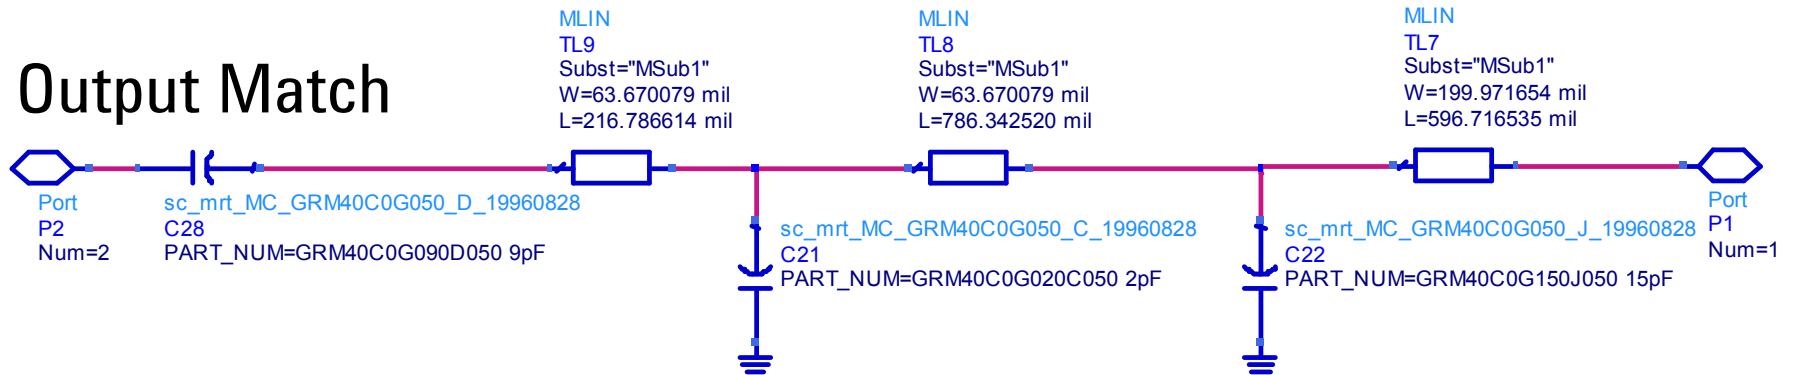 Output Match
MLIN
TL9
Subst="MSub1"
W=63.670079 mil
L=216.786614 mil
MLIN
TL8
Subst="MSub1"
W=63.670079 mil
L=786.342520 mil
MLIN
TL7
Subst="MSub1"
W=199.971654 mil
L=596.716535 mil
Port
P2
Num=2
sc_mrt_MC_GRM40C0G050_D_19960828
C28
PART_NUM=GRM40C0G090D050 9pF
sc_mrt_MC_GRM40C0G050_C_19960828
C21
PART_NUM=GRM40C0G020C050 2pF
sc_mrt_MC_GRM40C0G050_J_19960828
C22
PART_NUM=GRM40C0G150J050 15pF
Port
P1
Num=1